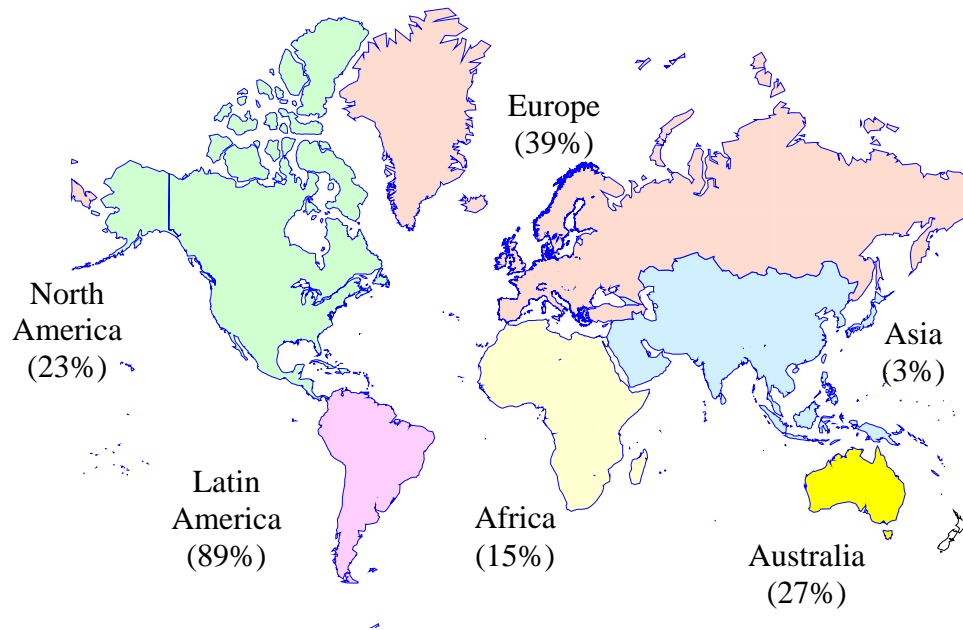 Europe
(39%)
North
America
(23%)
Asia
(3%)
Latin
America
(89%)
Africa
(15%)
Australia
(27%)